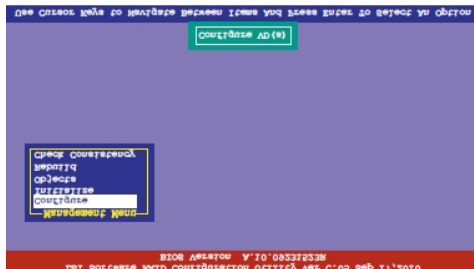 LSI Software RAID Configuration Utility Ver C.05 Sep 17,2010
BIOS Version A.10.09231523R
Management Menu
Configure
Initialize
Objects
Rebuild
Check Consistency
Configure VD(s)
Use Cursor Keys to Navigate Between Items And Press Enter To Select An Option